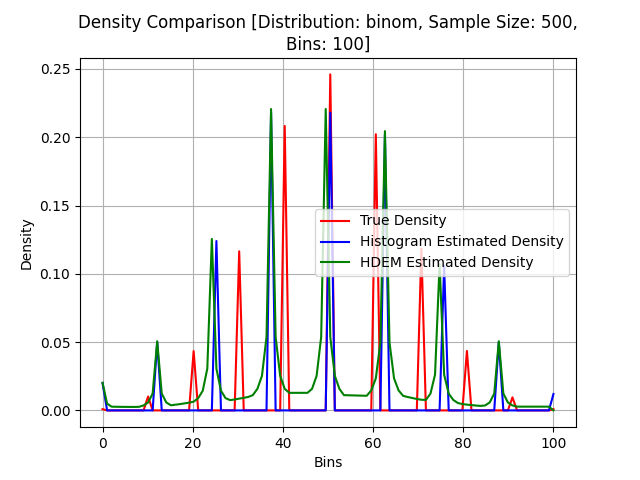 Density Comparison [Distribution: binom, Sample Size: 500,
Bins: 100]
0.25
0.20
0.15
0.10
0.05
0.00
Density
True Density
Histogram Estimated Density
HDEM Estimated Density
0 20 40 60 80 100
Bins